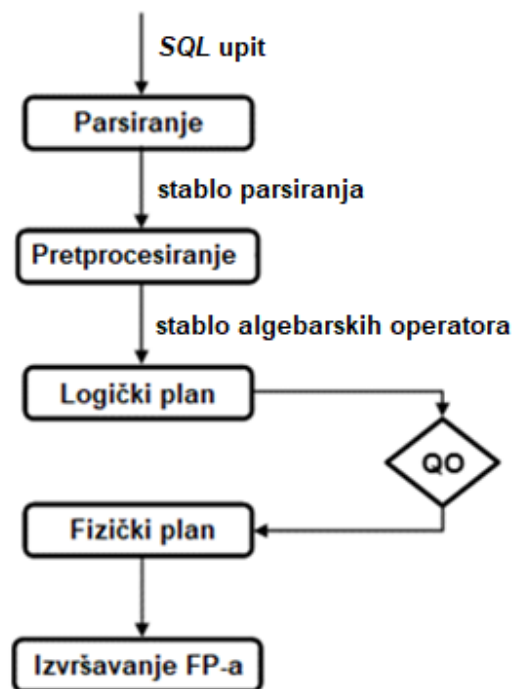 SQL upit
Parsiranje
stablo parsiranja
Pretprocesiranje
stablo algebarskih operatora
Logički plan
QO
Fizički plan
Izvršavanje FP-a